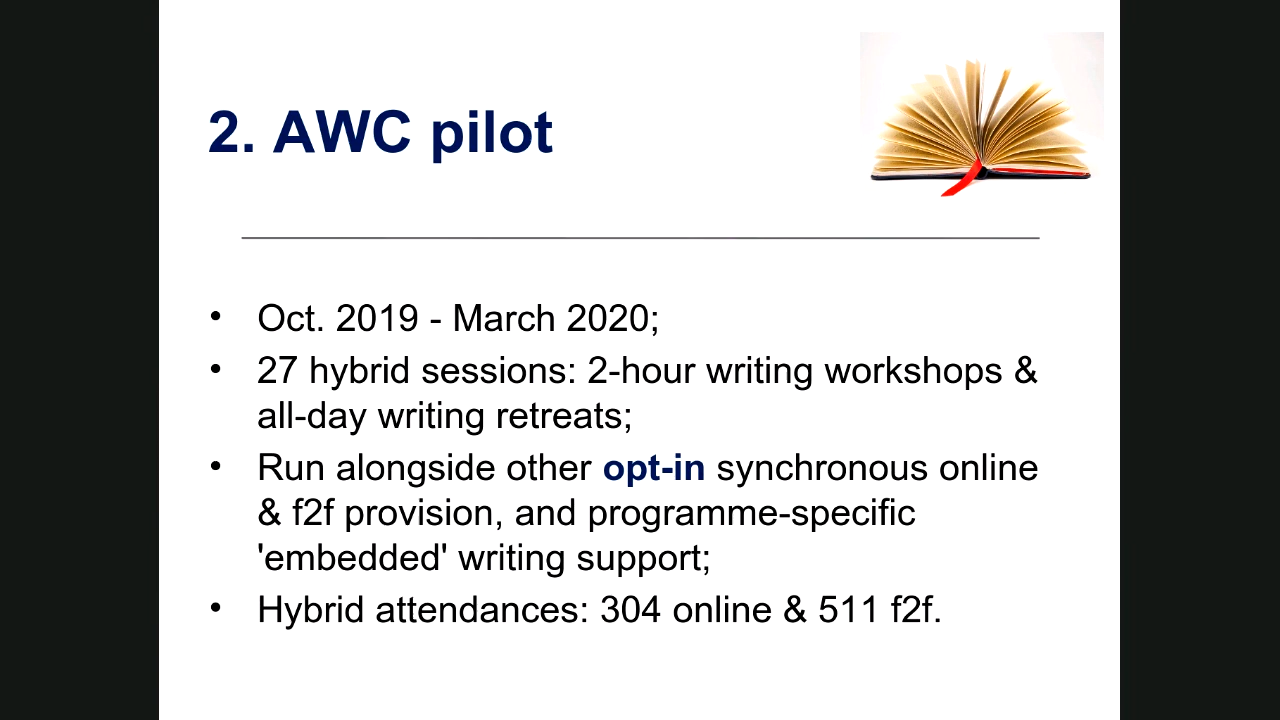 2. AWC pilot
• Oct. 2019 - March 2020;
• 27 hybrid sessions: 2-hour writing workshops &
all-day writing retreats;
• Run alongside other opt-in synchronous online
& f2f provision, and programme-specific
'embedded' writing support;
• Hybrid attendances: 304 online & 511 f2f.